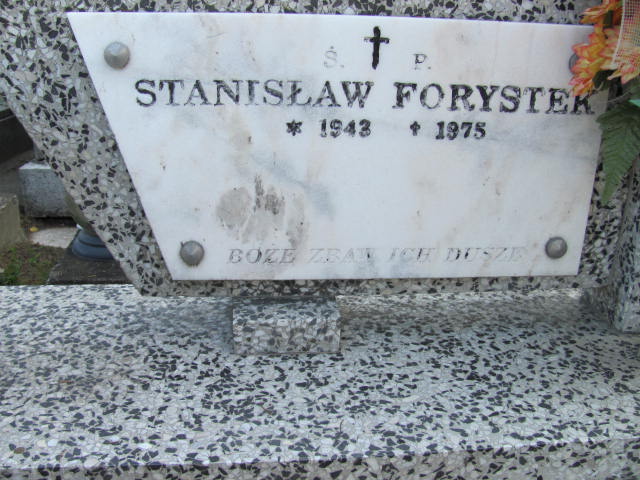 Ś. P.
STANISŁAW FORYSTEK
* 1943 + 1975
BOŻE ZBAW ICH DUSZE